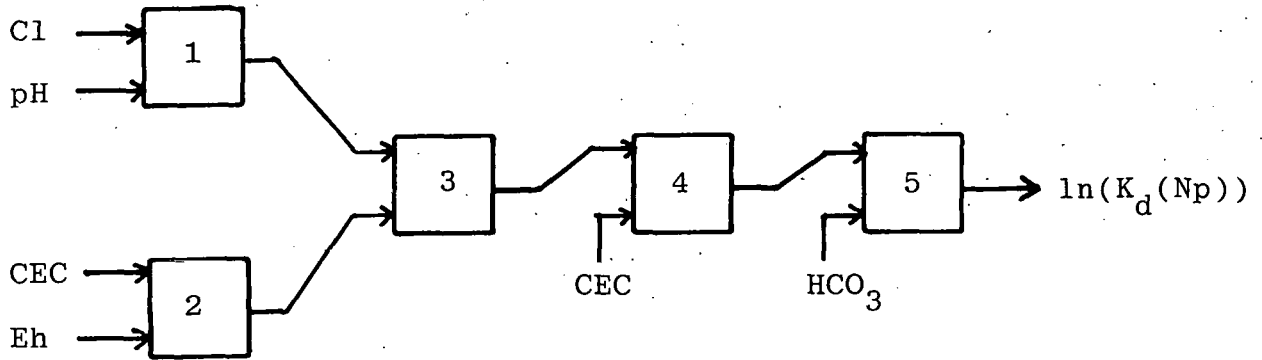 Cl
1
pH
3
4
5
ln(K_d(Np))
CEC
2
Eh
CEC
HCO_3